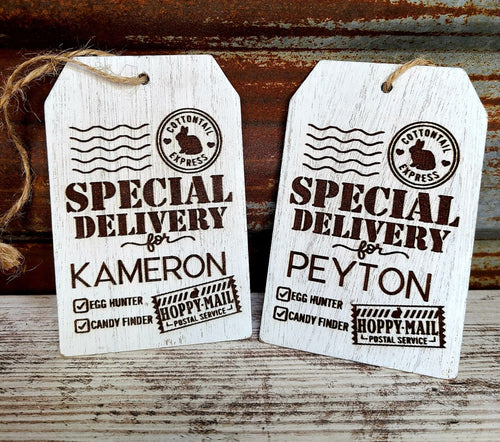 COTTONTAIL
EXPRESS
SPECIAL
DELIVERY
for
KAMERON
EGG HUNTER
CANDY FINDER
HOPPY-MAIL
POSTAL SERVICE
COTTONTAIL
EXPRESS
SPECIAL
DELIVERY
for
PEYTON
EGG HUNTER
CANDY FINDER
HOPPY-MAIL
POSTAL SERVICE